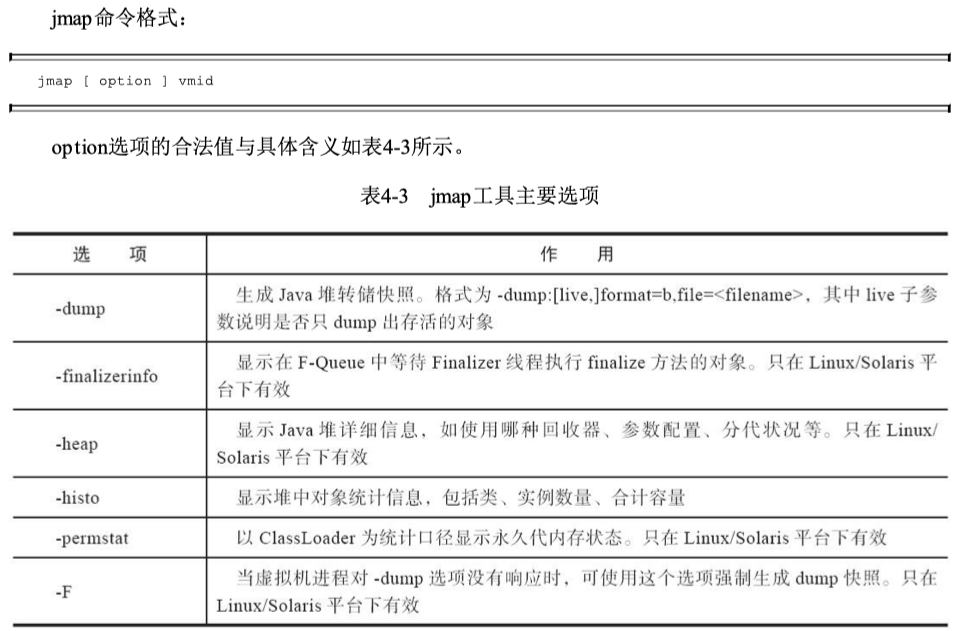 jmap命令格式：
jmap [ option ] vmid
option选项的合法值与具体含义如表4-3所示。
表4-3 jmap工具主要选项
选 项 作 用
-dump 生成 Java 堆转储快照。格式为 -dump:[live,]format=b,file=<filename>，其中 live 子参
数说明是否只 dump 出存活的对象
-finalizerinfo 显示在 F-Queue 中等待 Finalizer 线程执行 finalize 方法的对象。只在 Linux/Solaris 平
台下有效
-heap 显示 Java 堆详细信息，如使用哪种回收器、参数配置、分代状况等。只在 Linux/
Solaris 平台下有效
-histo 显示堆中对象统计信息，包括类、实例数量、合计容量
-permstat 以 ClassLoader 为统计口径显示永久代内存状态。只在 Linux/Solaris 平台下有效
-F 当虚拟机进程对 -dump 选项没有响应时，可使用这个选项强制生成 dump 快照。只在
Linux/Solaris 平台下有效